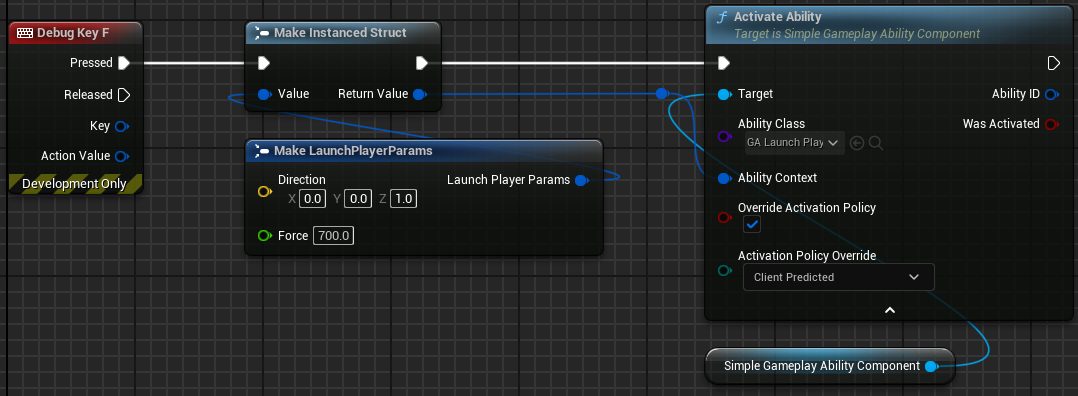 Debug Key F
Pressed
Released
Key
Action Value
Development Only
Make Instanced Struct
Value Return Value
Make LaunchPlayerParams
Direction Launch Player Params
X 0.0 Y 0.0 Z 1.0
Force 700.0
f Activate Ability
Target is Simple Gameplay Ability Component
Target Ability ID
Ability Class Was Activated
GA Launch Play
Ability Context
Override Activation Policy
Activation Policy Override
Client Predicted
Simple Gameplay Ability Component